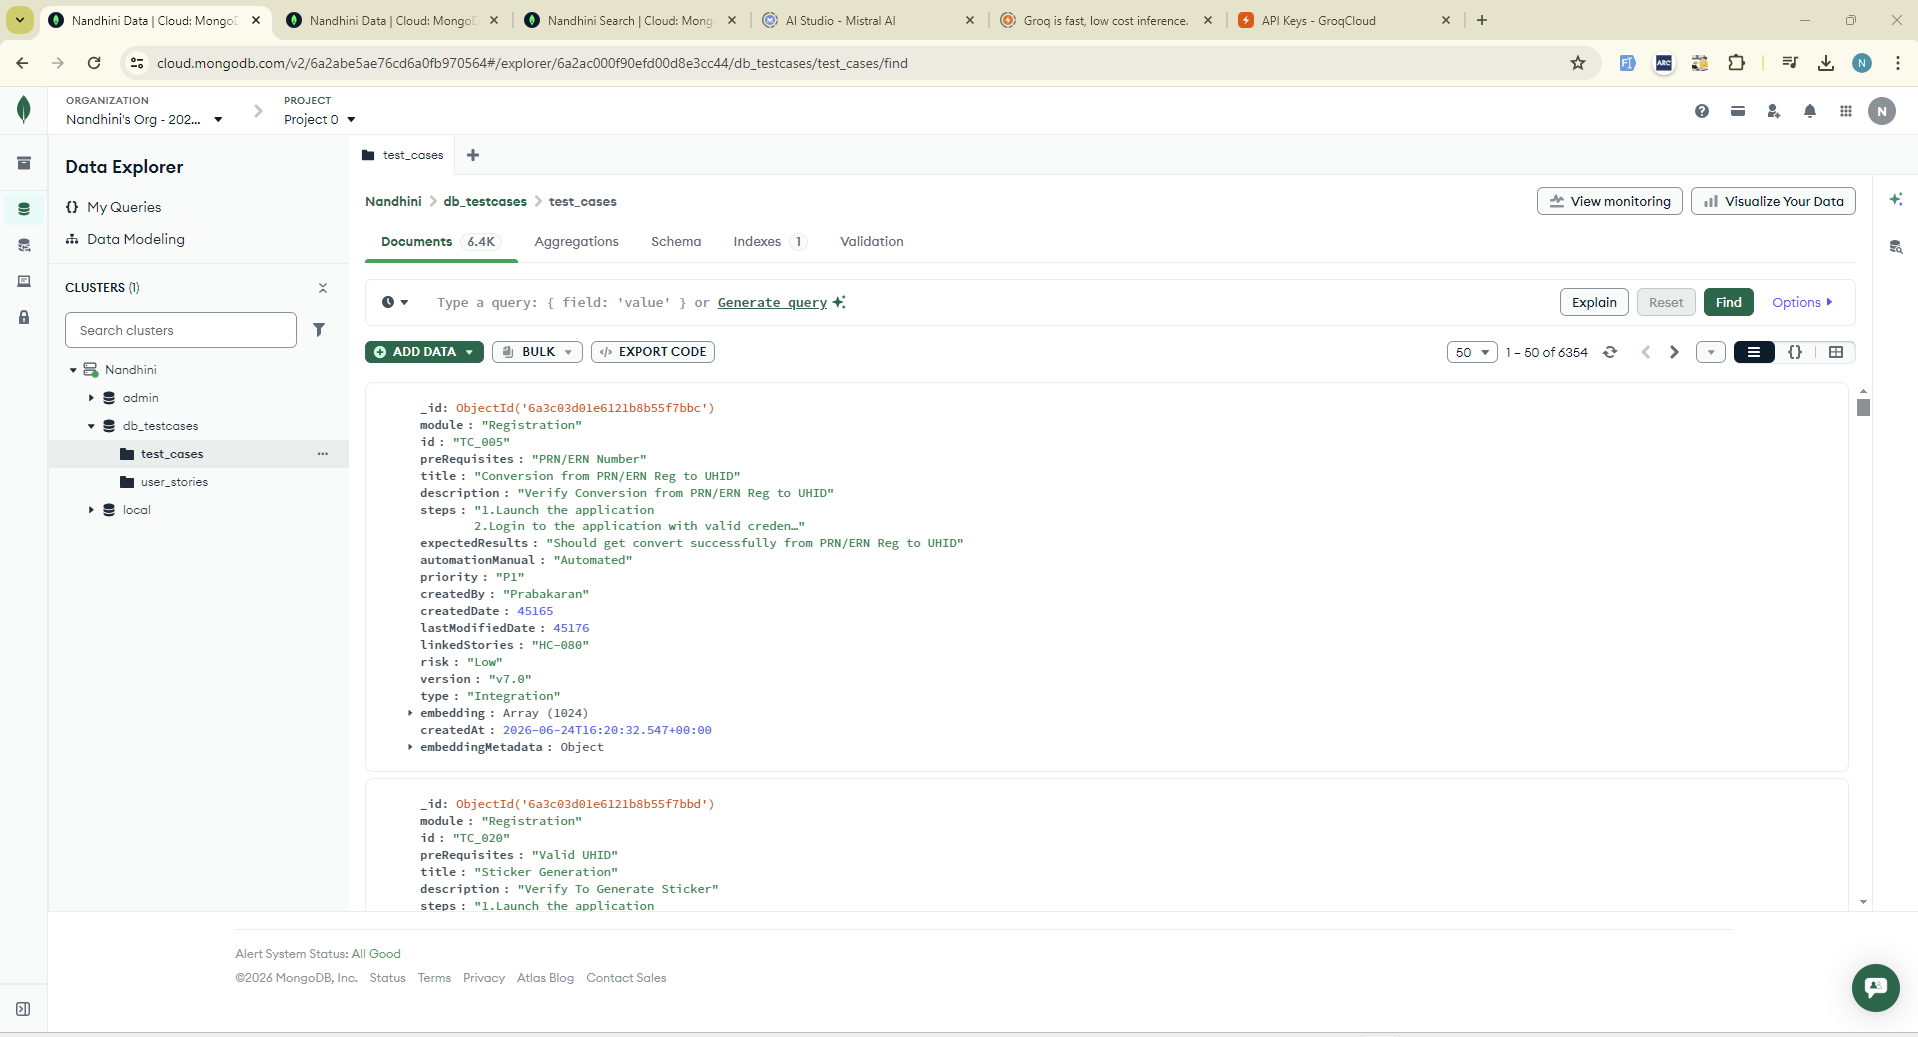 Nandhini Data | Cloud: MongoD
Nandhini Data | Cloud: MongoD
Nandhini Search | Cloud: Mong
AI Studio - Mistral AI
Groq is fast, low cost inference.
API Keys - GroqCloud
cloud.mongodb.com/v2/6a2abe5ae76cd6a0fb970564#/explorer/6a2ac000f90efd00d8e3cc44/db_testcases/test_cases/find
ARC
N
ORGANIZATION
Nandhini's Org - 202...
PROJECT
Project 0
N
Data Explorer
My Queries
Data Modeling
CLUSTERS (1)
Search clusters
Nandhini
admin
db_testcases
test_cases
user_stories
local
test_cases
Nandhini > db_testcases > test_cases
View monitoring
Visualize Your Data
Documents 6.4K
Aggregations
Schema
Indexes 1
Validation
Type a query: { field: 'value' } or Generate query
Explain
Reset
Find
Options
ADD DATA
BULK
EXPORT CODE
50
1 – 50 of 6354
_id: ObjectId('6a3c03d01e6121b8b55f7bbc')
module : "Registration"
id : "TC_005"
preRequisites : "PRN/ERN Number"
title : "Conversion from PRN/ERN Reg to UHID"
description : "Verify Conversion from PRN/ERN Reg to UHID"
steps : "1.Launch the application
2.Login to the application with valid creden…"
expectedResults : "Should get convert successfully from PRN/ERN Reg to UHID"
automationManual : "Automated"
priority : "P1"
createdBy : "Prabakaran"
createdDate : 45165
lastModifiedDate : 45176
linkedStories : "HC-080"
risk : "Low"
version : "v7.0"
type : "Integration"
embedding : Array (1024)
createdAt : 2026-06-24T16:20:32.547+00:00
embeddingMetadata : Object
_id: ObjectId('6a3c03d01e6121b8b55f7bbd')
module : "Registration"
id : "TC_020"
preRequisites : "Valid UHID"
title : "Sticker Generation"
description : "Verify To Generate Sticker"
steps : "1.Launch the application
Alert System Status: All Good
©2026 MongoDB, Inc. Status Terms Privacy Atlas Blog Contact Sales